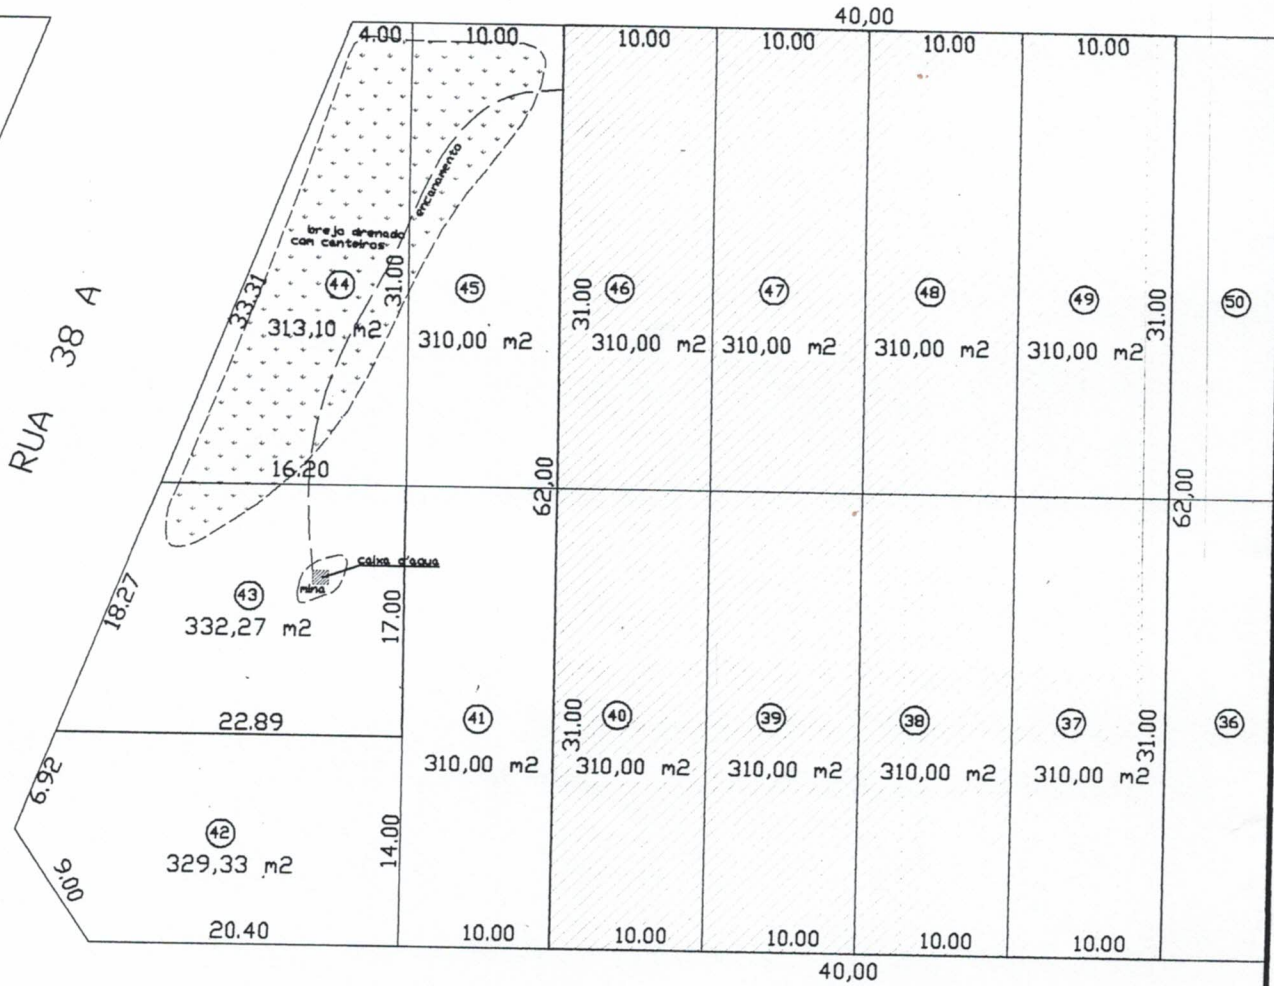 40,00
4.00
10.00
10.00
10.00
10.00
10.00
encanamento
brejo drenado
com canteiros
RUA 38 A
33.31
44
313,10 m2
31.00
45
310,00 m2
31.00
46
310,00 m2
47
310,00 m2
48
310,00 m2
49
310,00 m2
31.00
50
16.20
62,00
62,00
caixa d'agua
mina
18.27
43
332,27 m2
17.00
22.89
41
310,00 m2
31.00
40
310,00 m2
39
310,00 m2
38
310,00 m2
37
310,00 m2
31.00
36
6.92
42
329,33 m2
14.00
9.00
20.40
10.00
10.00
10.00
10.00
10.00
40,00